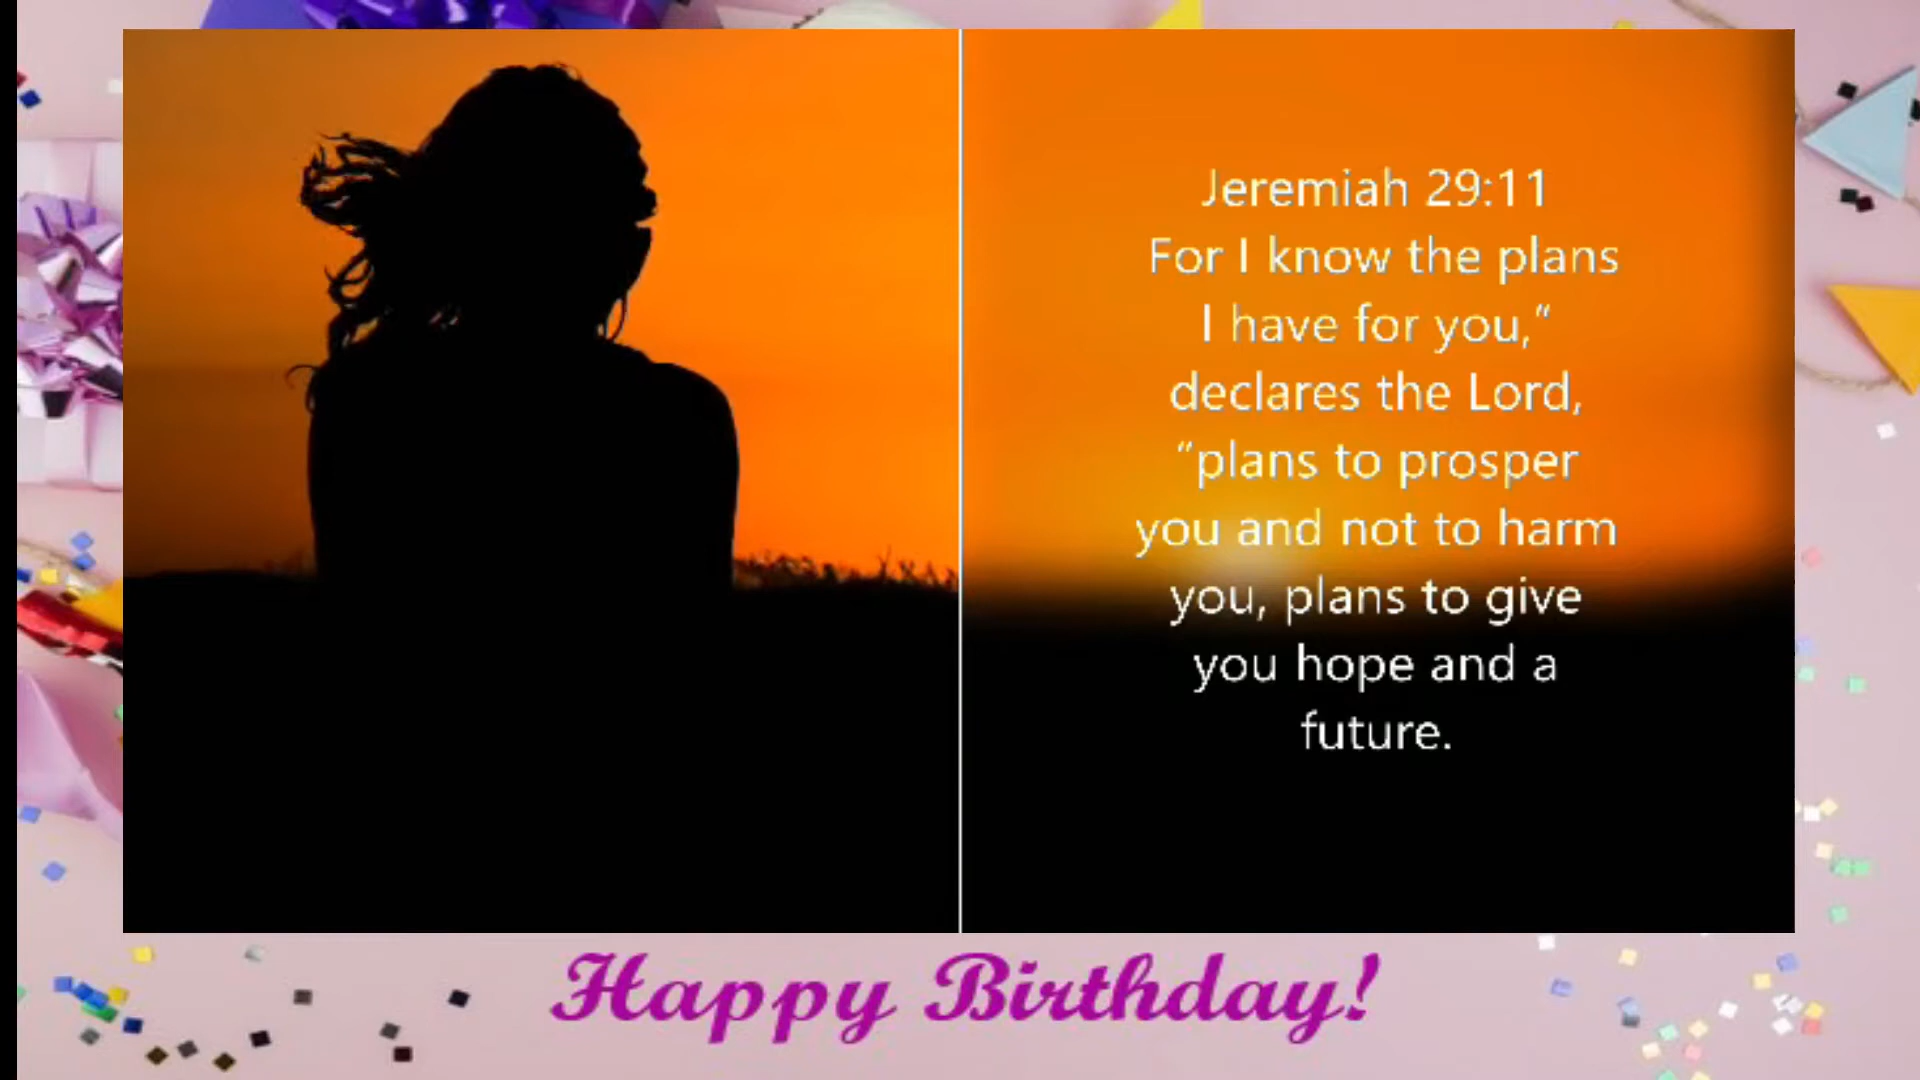 Jeremiah 29:11
For I know the plans
I have for you,”
declares the Lord,
“plans to prosper
you and not to harm
you, plans to give
you hope and a
future.
Happy Birthday!